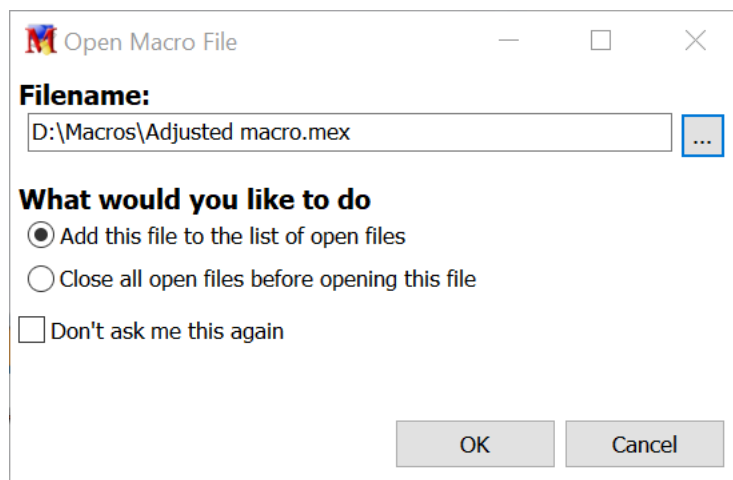 Open Macro File
Filename:
D:\Macros\Adjusted macro.mex
...
What would you like to do
Add this file to the list of open files
Close all open files before opening this file
Don't ask me this again
OK Cancel